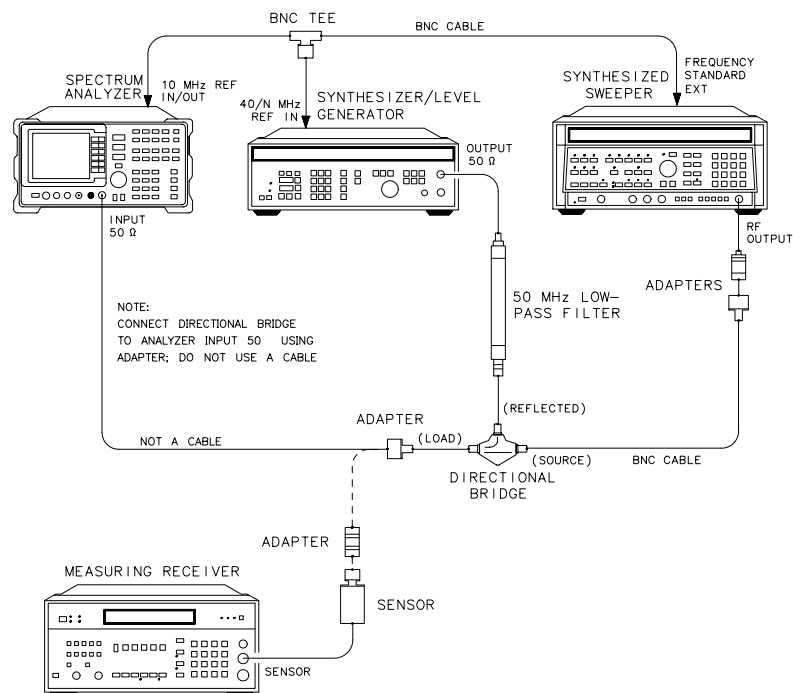 BNC TEE
BNC CABLE
SPECTRUM
ANALYZER
10 MHz REF
IN/OUT
40/N MHz
REF IN
SYNTHESIZER/LEVEL
GENERATOR
SYNTHESIZED
SWEEPER
FREQUENCY
STANDARD
EXT
OUTPUT
50 Ω
INPUT
50 Ω
RF
OUTPUT
ADAPTERS
50 MHz LOW-
PASS FILTER
NOTE:
CONNECT DIRECTIONAL BRIDGE
TO ANALYZER INPUT 50 USING
ADAPTER; DO NOT USE A CABLE
(REFLECTED)
ADAPTER
(LOAD)
NOT A CABLE
(SOURCE)
BNC CABLE
DIRECTIONAL
BRIDGE
ADAPTER
MEASURING RECEIVER
SENSOR
SENSOR